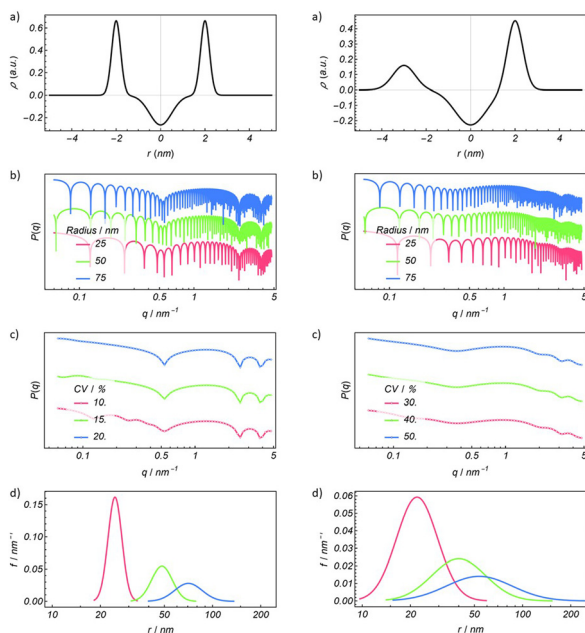 a)
ρ (a.u.)
0.6
0.4
0.2
0.0
-0.2
-4
-2
0
2
4
r (nm)
a)
ρ (a.u.)
0.4
0.3
0.2
0.1
0.0
-0.1
-0.2
-4
-2
0
2
4
r (nm)
b)
P(q)
Radius / nm
25
50
75
0.1
0.5
1
5
q / nm⁻¹
b)
P(q)
Radius / nm
25
50
75
0.1
0.5
1
5
q / nm⁻¹
c)
P(q)
CV / %
10.
15.
20.
0.1
0.5
1
5
q / nm⁻¹
c)
P(q)
CV / %
30.
40.
50.
0.1
0.5
1
5
q / nm⁻¹
d)
f / nm⁻¹
0.15
0.10
0.05
0.00
10
20
50
100
200
r / nm
d)
f / nm⁻¹
0.06
0.05
0.04
0.03
0.02
0.01
0.00
10
20
50
100
200
r / nm